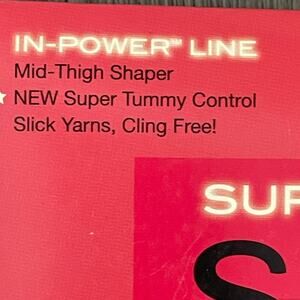 IN-POWER™ LINE
Mid-Thigh Shaper
NEW Super Tummy Control
Slick Yarns, Cling Free!